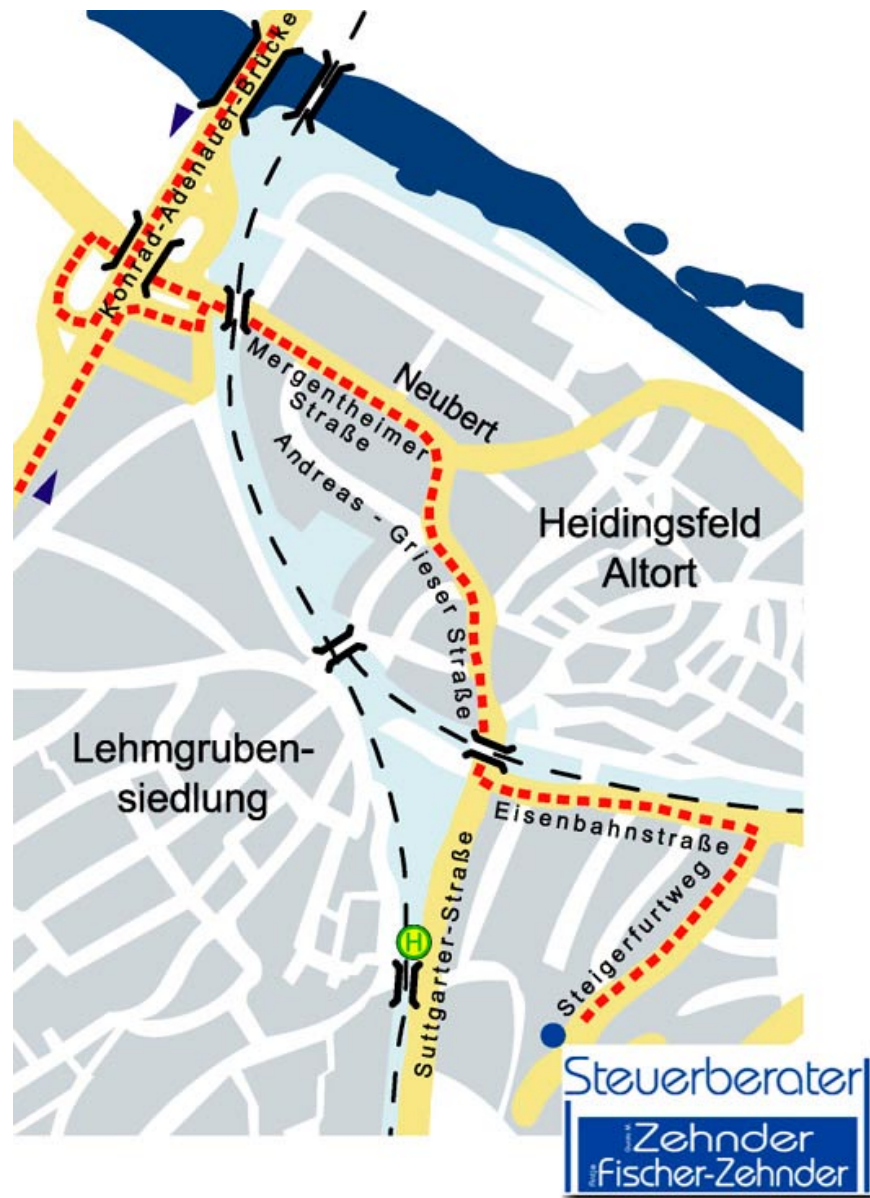 Konrad-Adenauer-Brücke
Neubert
Mergentheimer
Straße
Andreas - Grieser Straße
Heidingsfeld
Altort
Lehmgruben-
siedlung
Eisenbahnstraße
Suttgarter-Straße
Steigerfurtweg
H
Steuerberater
Guido M.
Zehnder
Fischer-Zehnder